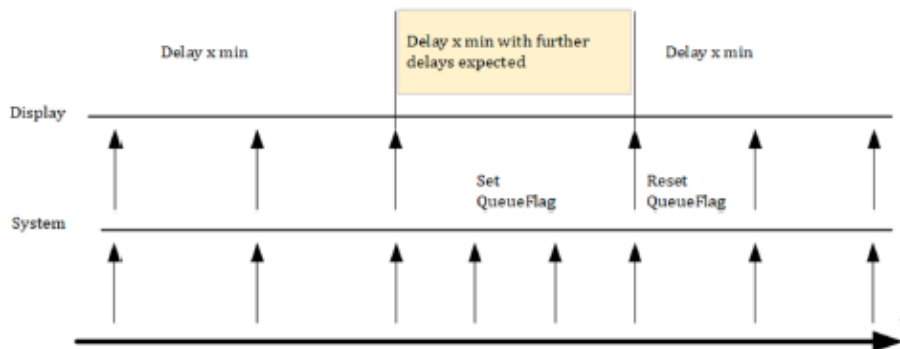 Delay x min
Delay x min with further
delays expected
Delay x min
Display
Set
QueueFlag
Reset
QueueFlag
System